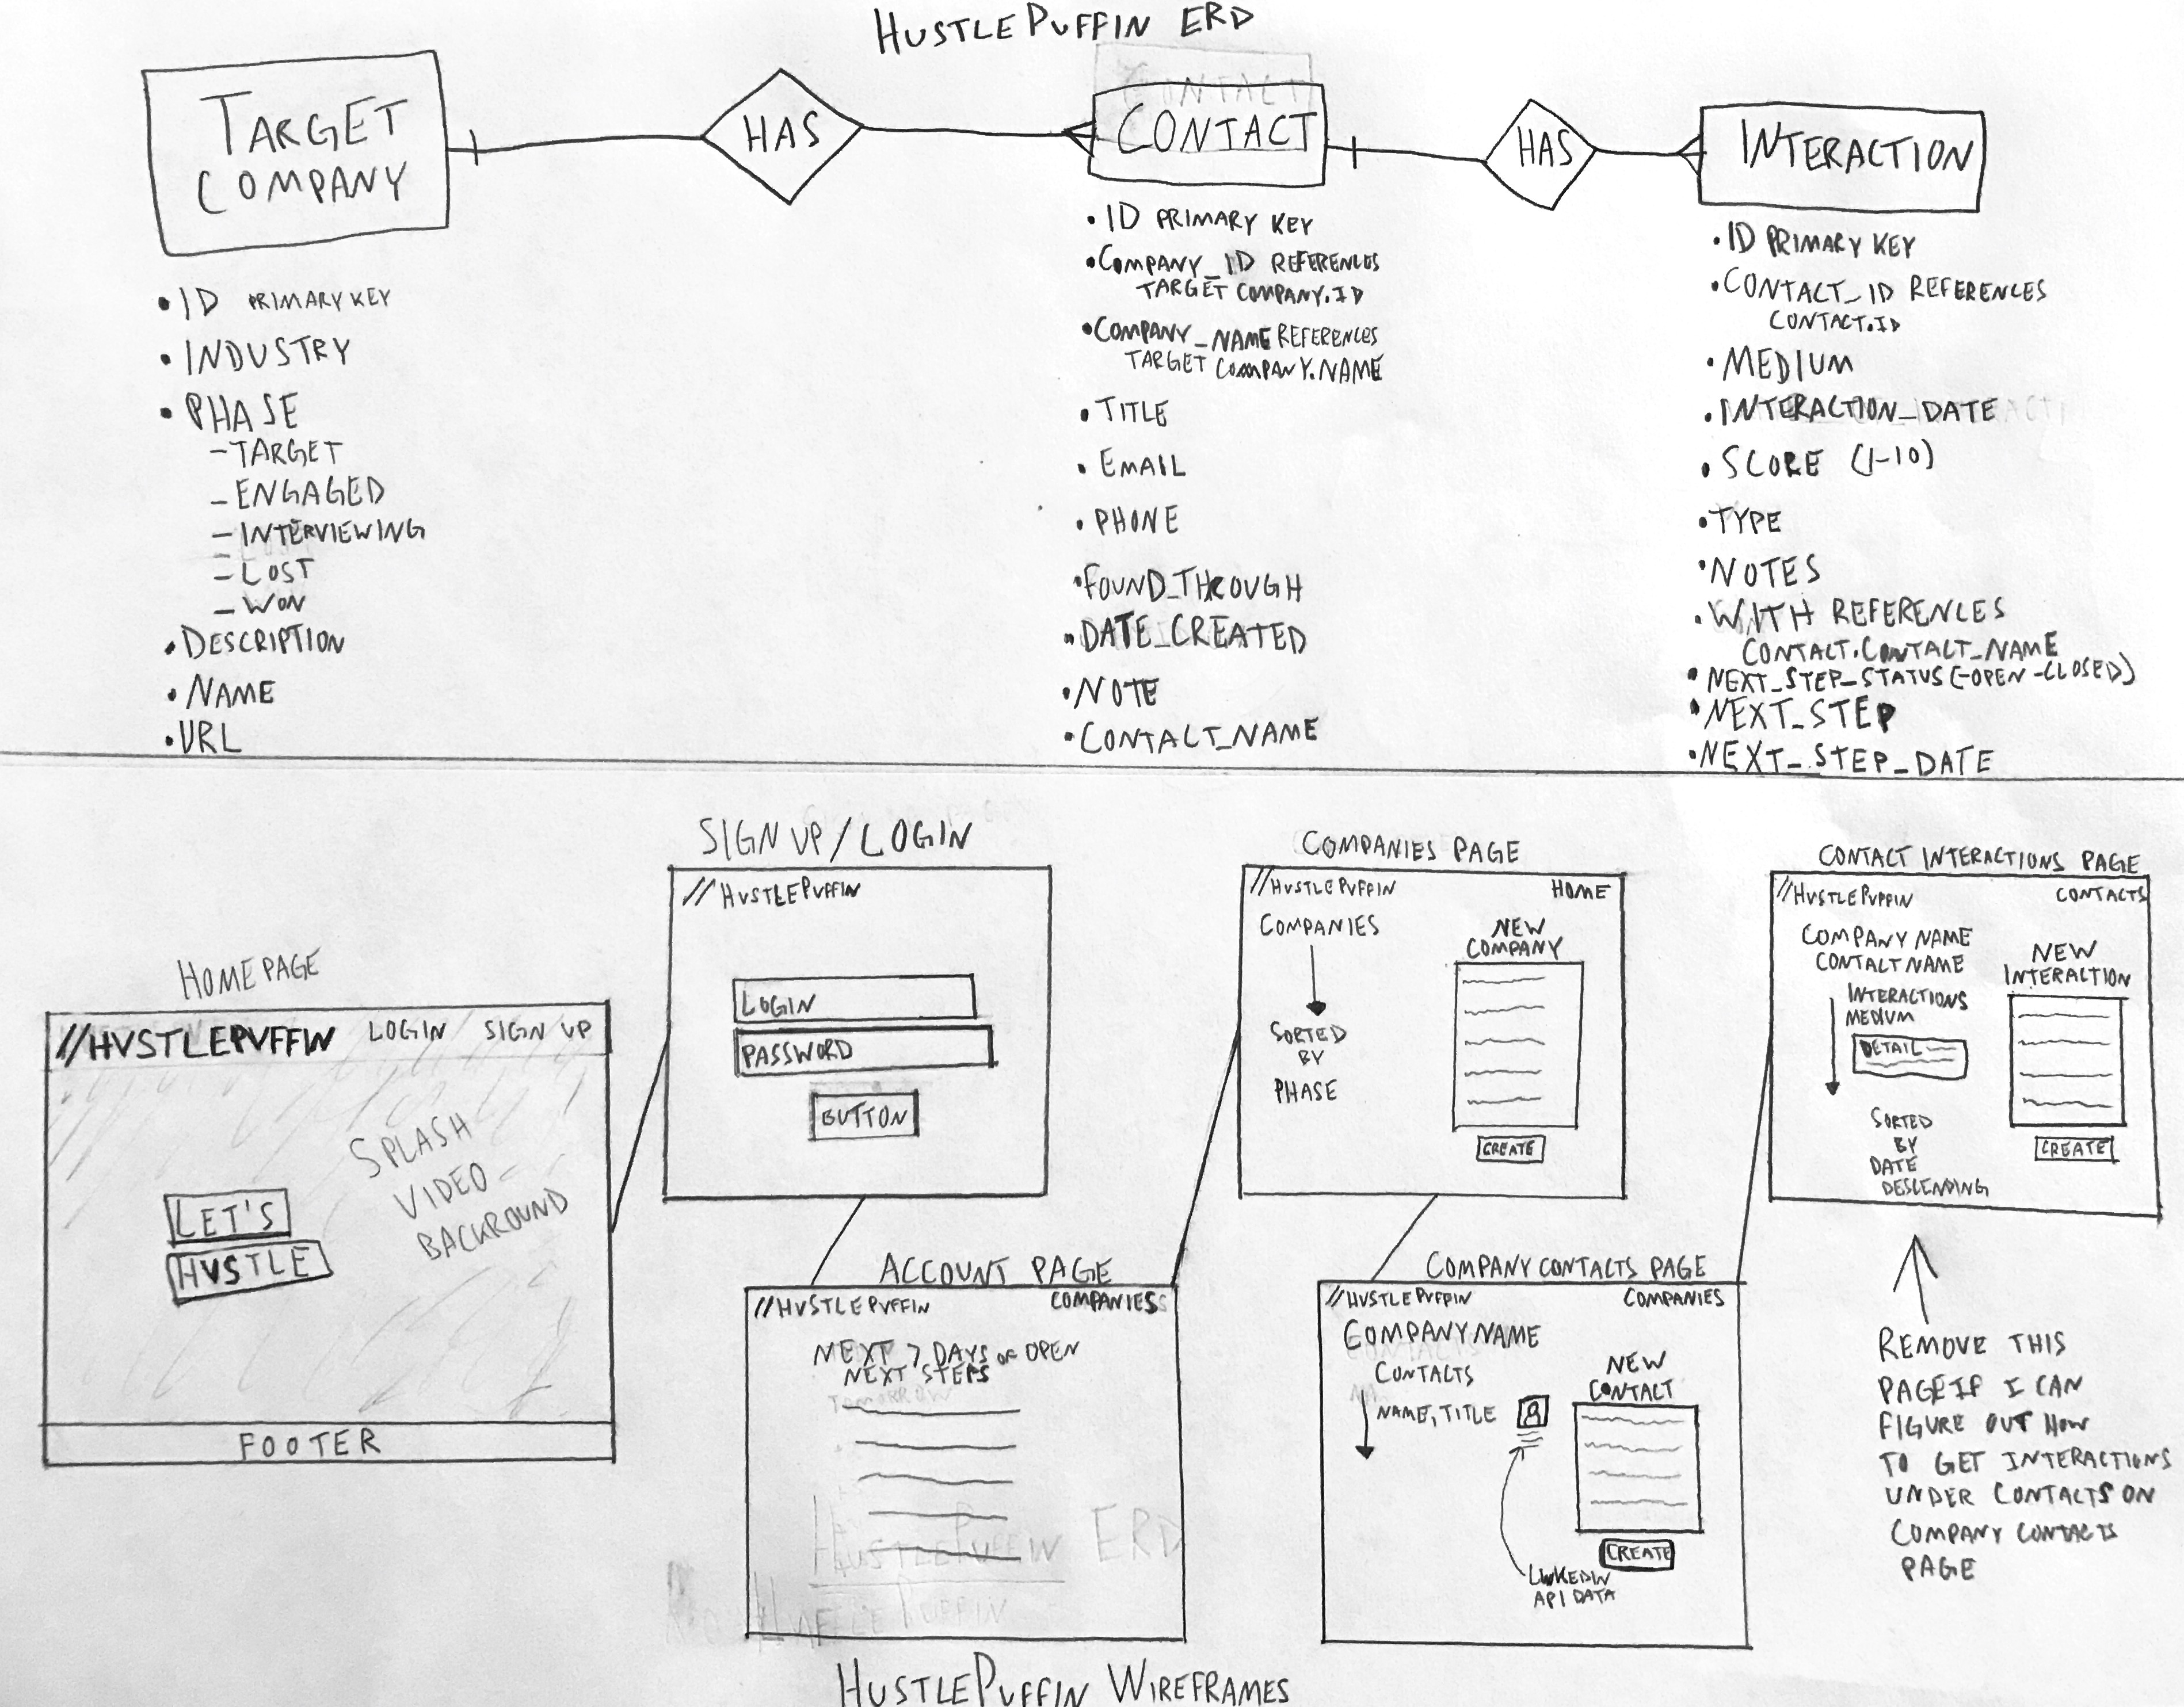 HUSTLEPUFFIN ERD
TARGET
COMPANY
HAS
CONTACT
CONTACT
HAS
INTERACTION
• ID PRIMARY KEY
• INDUSTRY
• PHASE
- TARGET
- ENGAGED
- INTERVIEWING
- LOST
- WON
• DESCRIPTION
• NAME
• URL
• ID PRIMARY KEY
• COMPANY_ID REFERENCES
TARGET COMPANY.ID
• COMPANY_NAME REFERENCES
TARGET COMPANY.NAME
• TITLE
• EMAIL
• PHONE
• FOUND_THROUGH
• DATE_CREATED
• NOTE
• CONTACT_NAME
• ID PRIMARY KEY
• CONTACT_ID REFERENCES
CONTACT.ID
• MEDIUM
• INTERACTION_DATE
• SCORE (1-10)
• TYPE
• NOTES
• WITH REFERENCES
CONTACT.CONTACT_NAME
• NEXT_STEP_STATUS (-OPEN -CLOSED)
• NEXT_STEP
• NEXT_STEP_DATE
HOMEPAGE
//HUSTLEPUFFIN LOGIN SIGN UP
SPLASH
VIDEO
BACKROUND
LET'S
HUSTLE
FOOTER
SIGN UP / LOGIN
//HUSTLEPUFFIN
LOGIN
PASSWORD
BUTTON
ACCOUNT PAGE
//HUSTLEPUFFIN COMPANIES
NEXT 7 DAYS OF OPEN
NEXT STEPS
TOMORROW
HUSTLEPUFFIN ERD
PUFFIN
COMPANIES PAGE
//HUSTLEPUFFIN HOME
COMPANIES
SORTED
BY
PHASE
NEW
COMPANY
CREATE
COMPANY CONTACTS PAGE
//HUSTLEPUFFIN COMPANIES
COMPANY NAME
CONTACTS
NAME, TITLE
NEW
CONTACT
CREATE
LINKEDIN
API DATA
CONTACT INTERACTIONS PAGE
//HUSTLEPUFFIN CONTACTS
COMPANY NAME
CONTACT NAME
INTERACTIONS
MEDIUM
DETAIL
SORTED
BY
DATE
DESCENDING
NEW
INTERACTION
CREATE
REMOVE THIS
PAGE IF I CAN
FIGURE OUT HOW
TO GET INTERACTIONS
UNDER CONTACTS ON
COMPANY CONTACTS
PAGE
HUSTLEPUFFIN WIREFRAMES